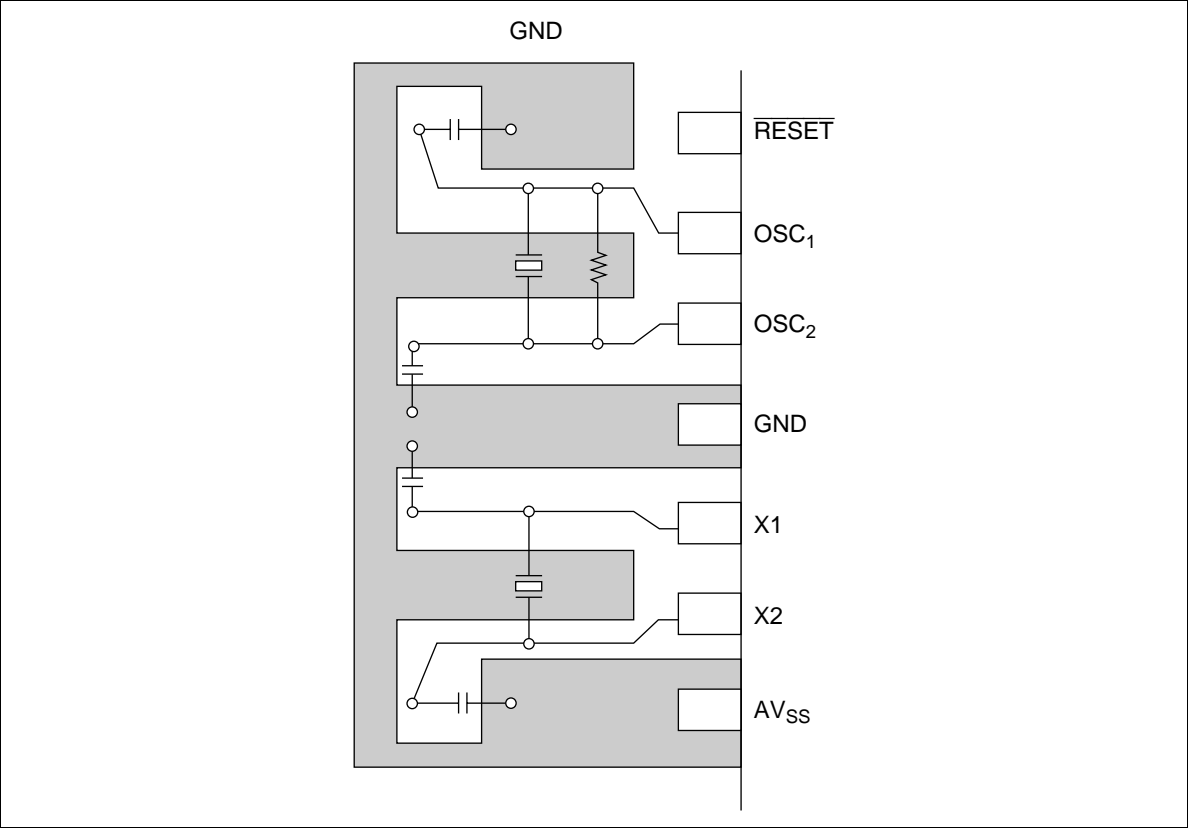 GND
RESET
OSC1
OSC2
GND
X1
X2
AVSS